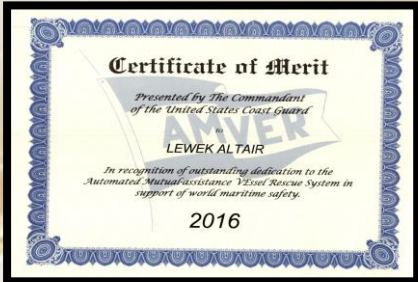 Certificate of Merit
Presented by The Commandant
of the United States Coast Guard
to
AMVER
LEWEK ALTAIR
In recognition of outstanding dedication to the
Automated Mutual-assistance VEssel Rescue System in
support of world maritime safety.
2016